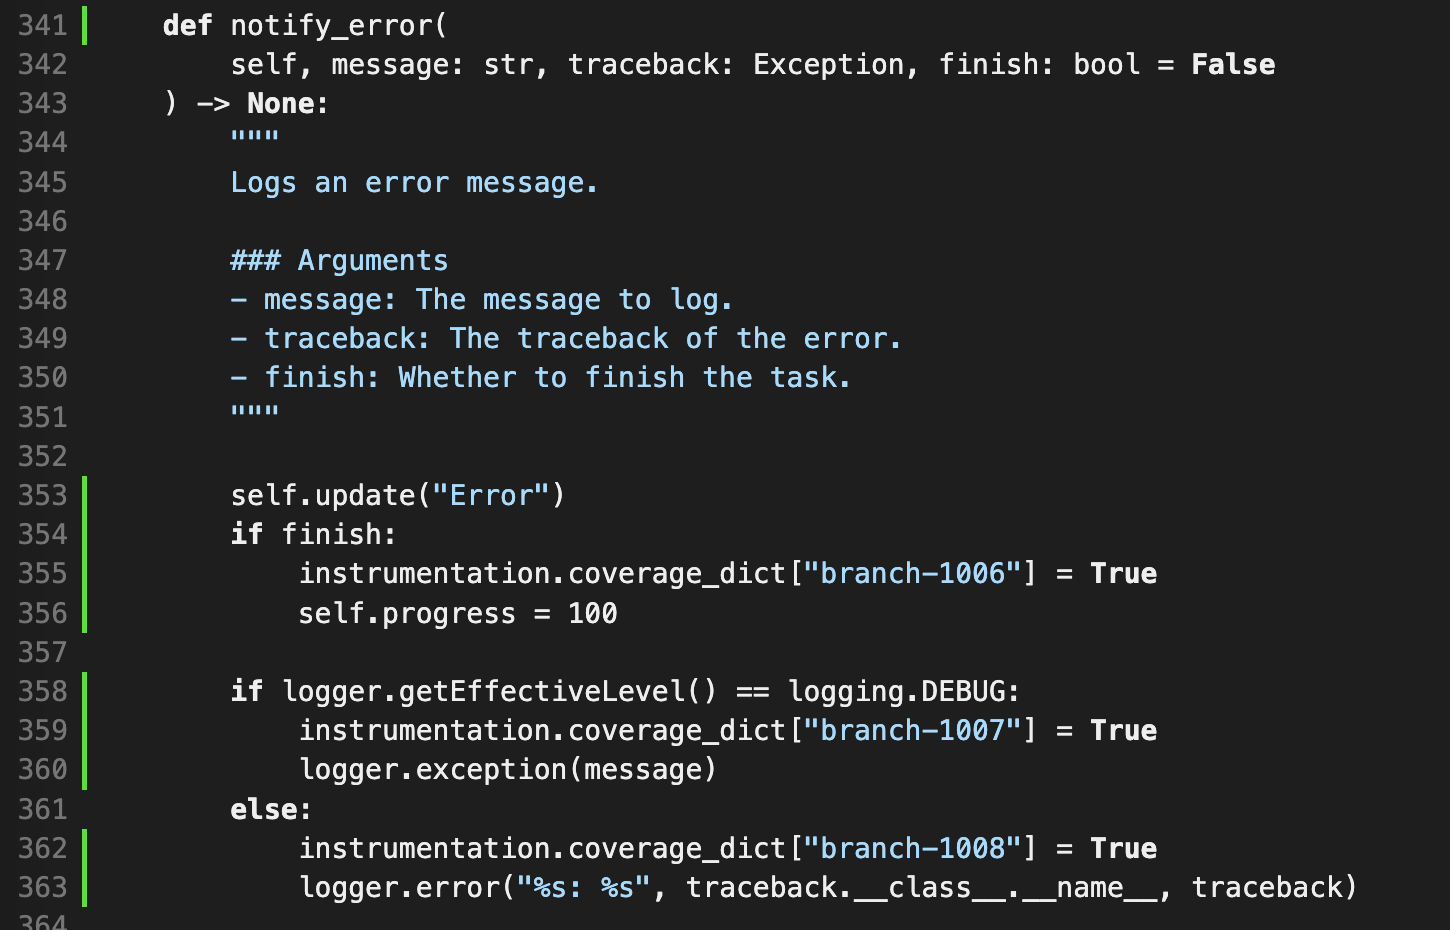 341 def notify_error(
342 self, message: str, traceback: Exception, finish: bool = False
343 ) -> None:
344 """
345 Logs an error message.
346
347 ### Arguments
348 - message: The message to log.
349 - traceback: The traceback of the error.
350 - finish: Whether to finish the task.
351 """
352
353 self.update("Error")
354 if finish:
355 instrumentation.coverage_dict["branch-1006"] = True
356 self.progress = 100
357
358 if logger.getEffectiveLevel() == logging.DEBUG:
359 instrumentation.coverage_dict["branch-1007"] = True
360 logger.exception(message)
361 else:
362 instrumentation.coverage_dict["branch-1008"] = True
363 logger.error("%s: %s", traceback.__class__.__name__, traceback)
364